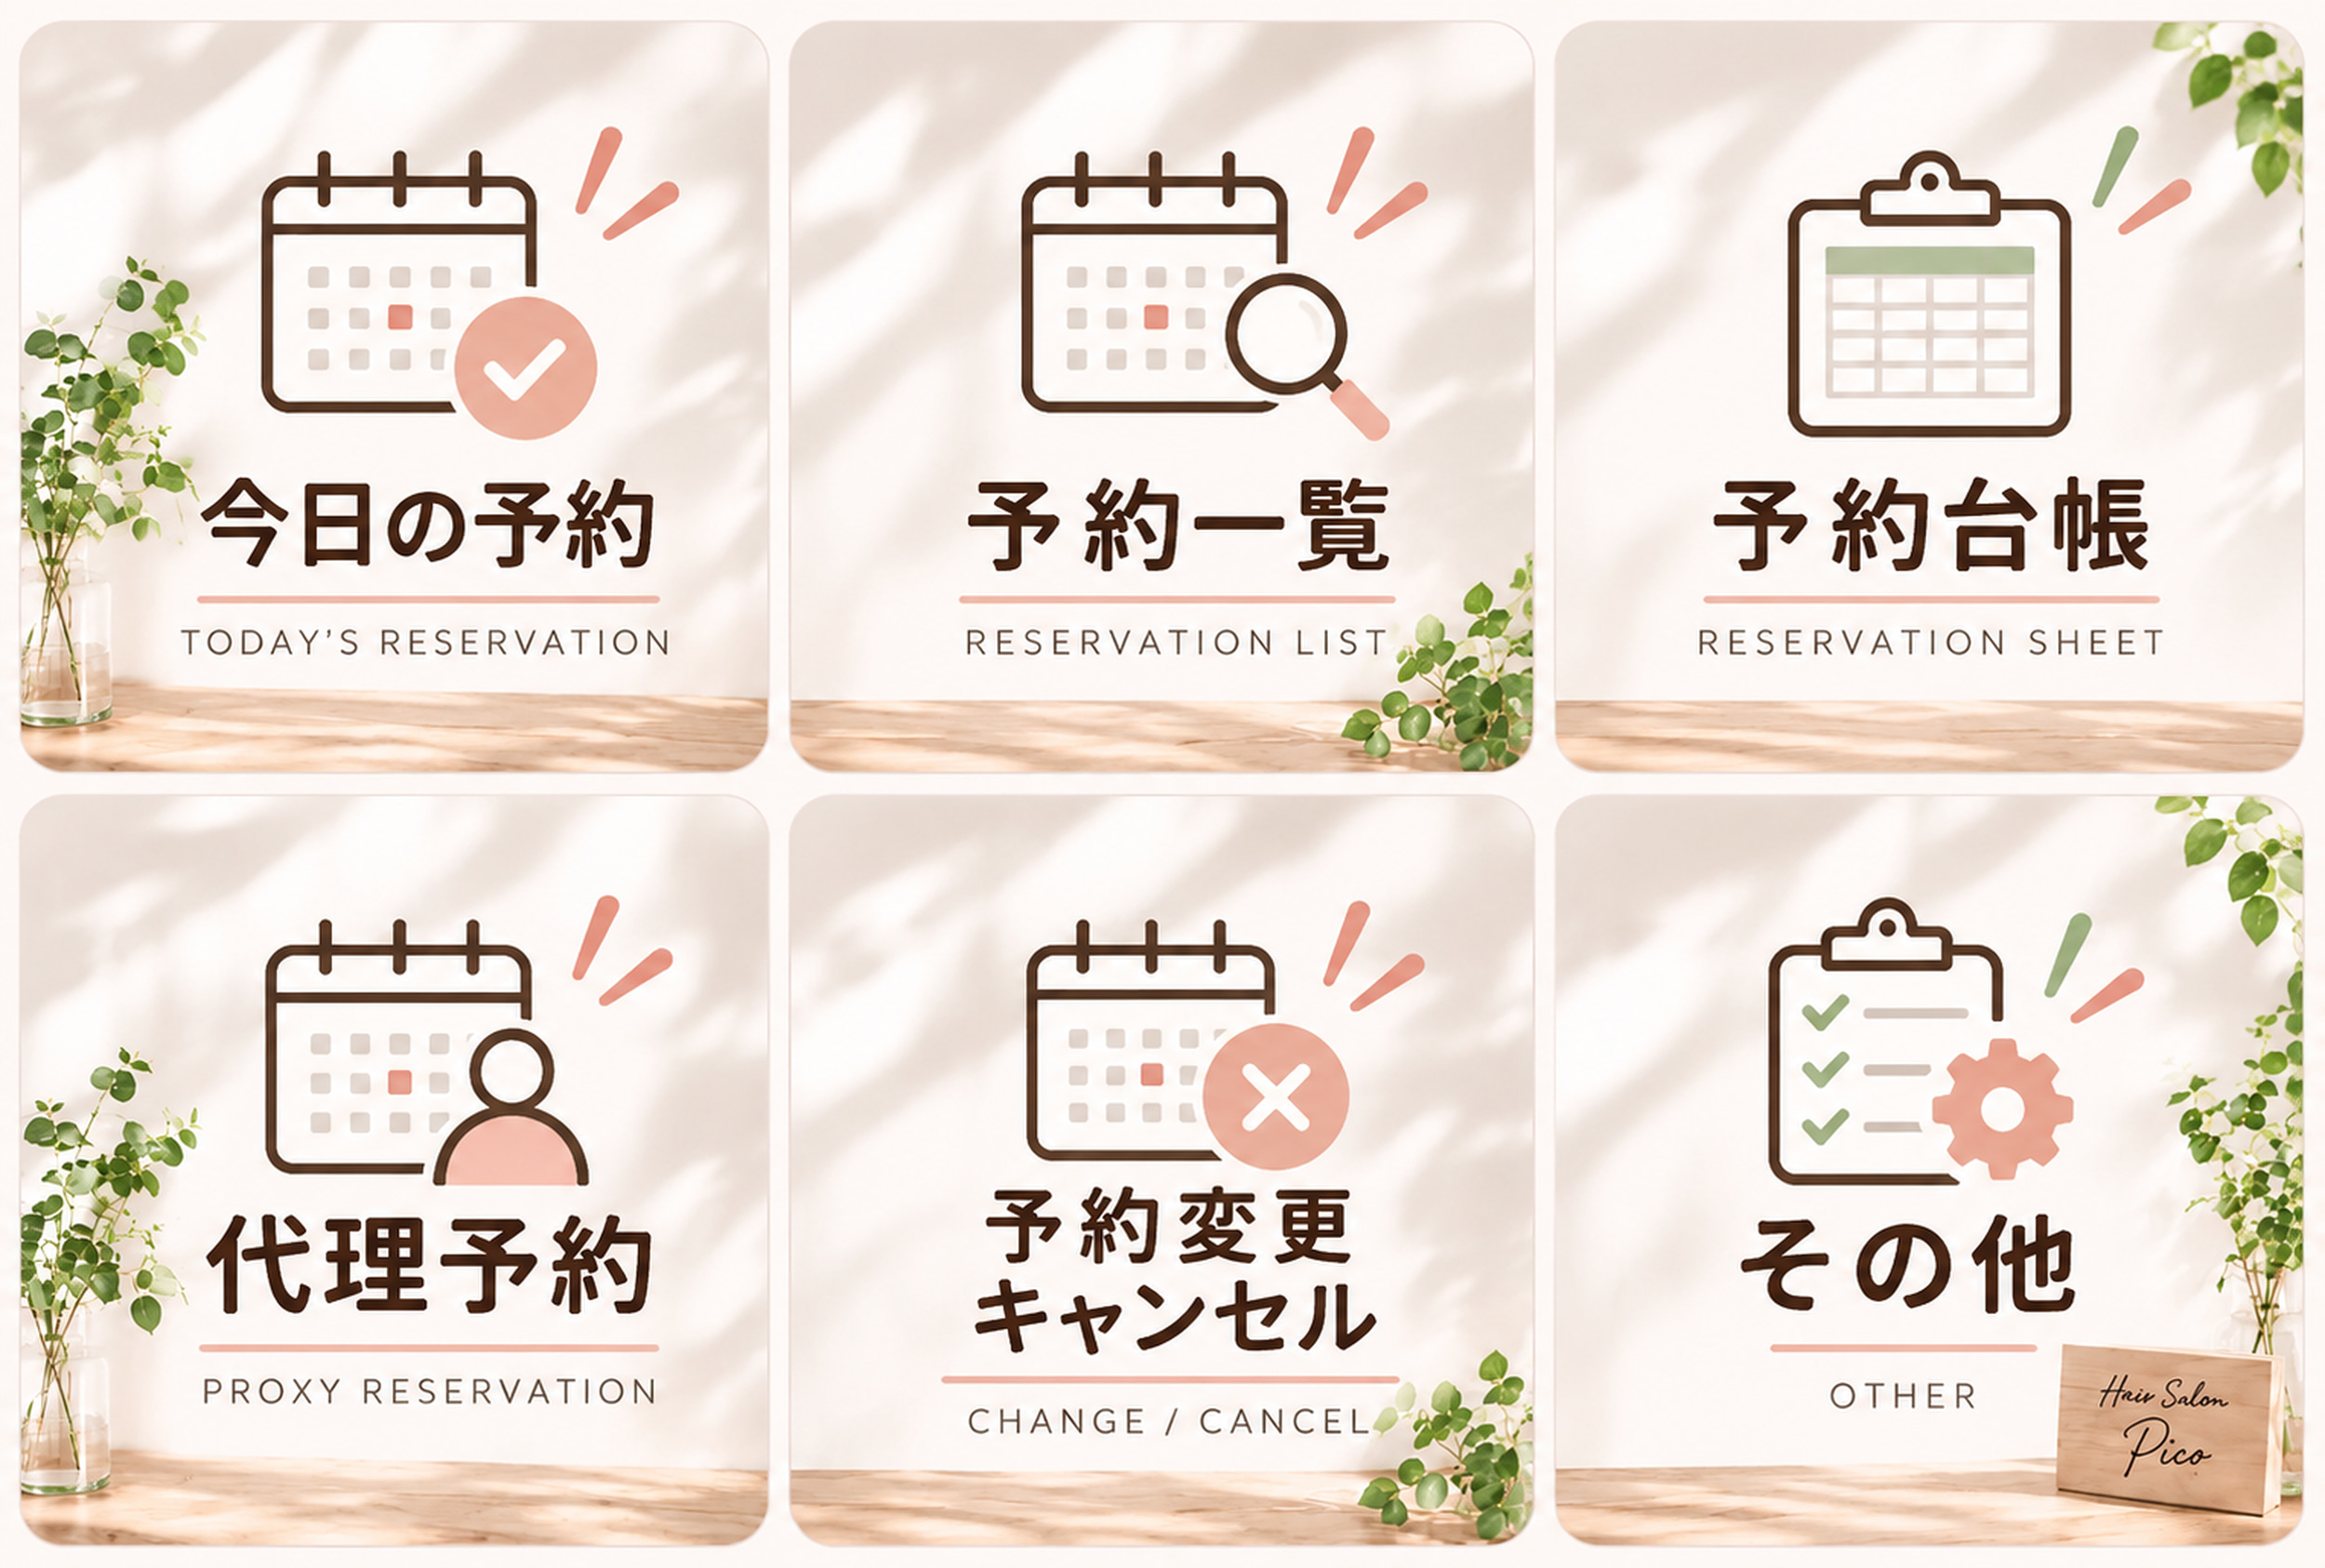 今日の予約
TODAY'S RESERVATION
予約一覧
RESERVATION LIST
予約台帳
RESERVATION SHEET
代理予約
PROXY RESERVATION
予約変更
キャンセル
CHANGE / CANCEL
その他
OTHER
Hair Salon
Pico